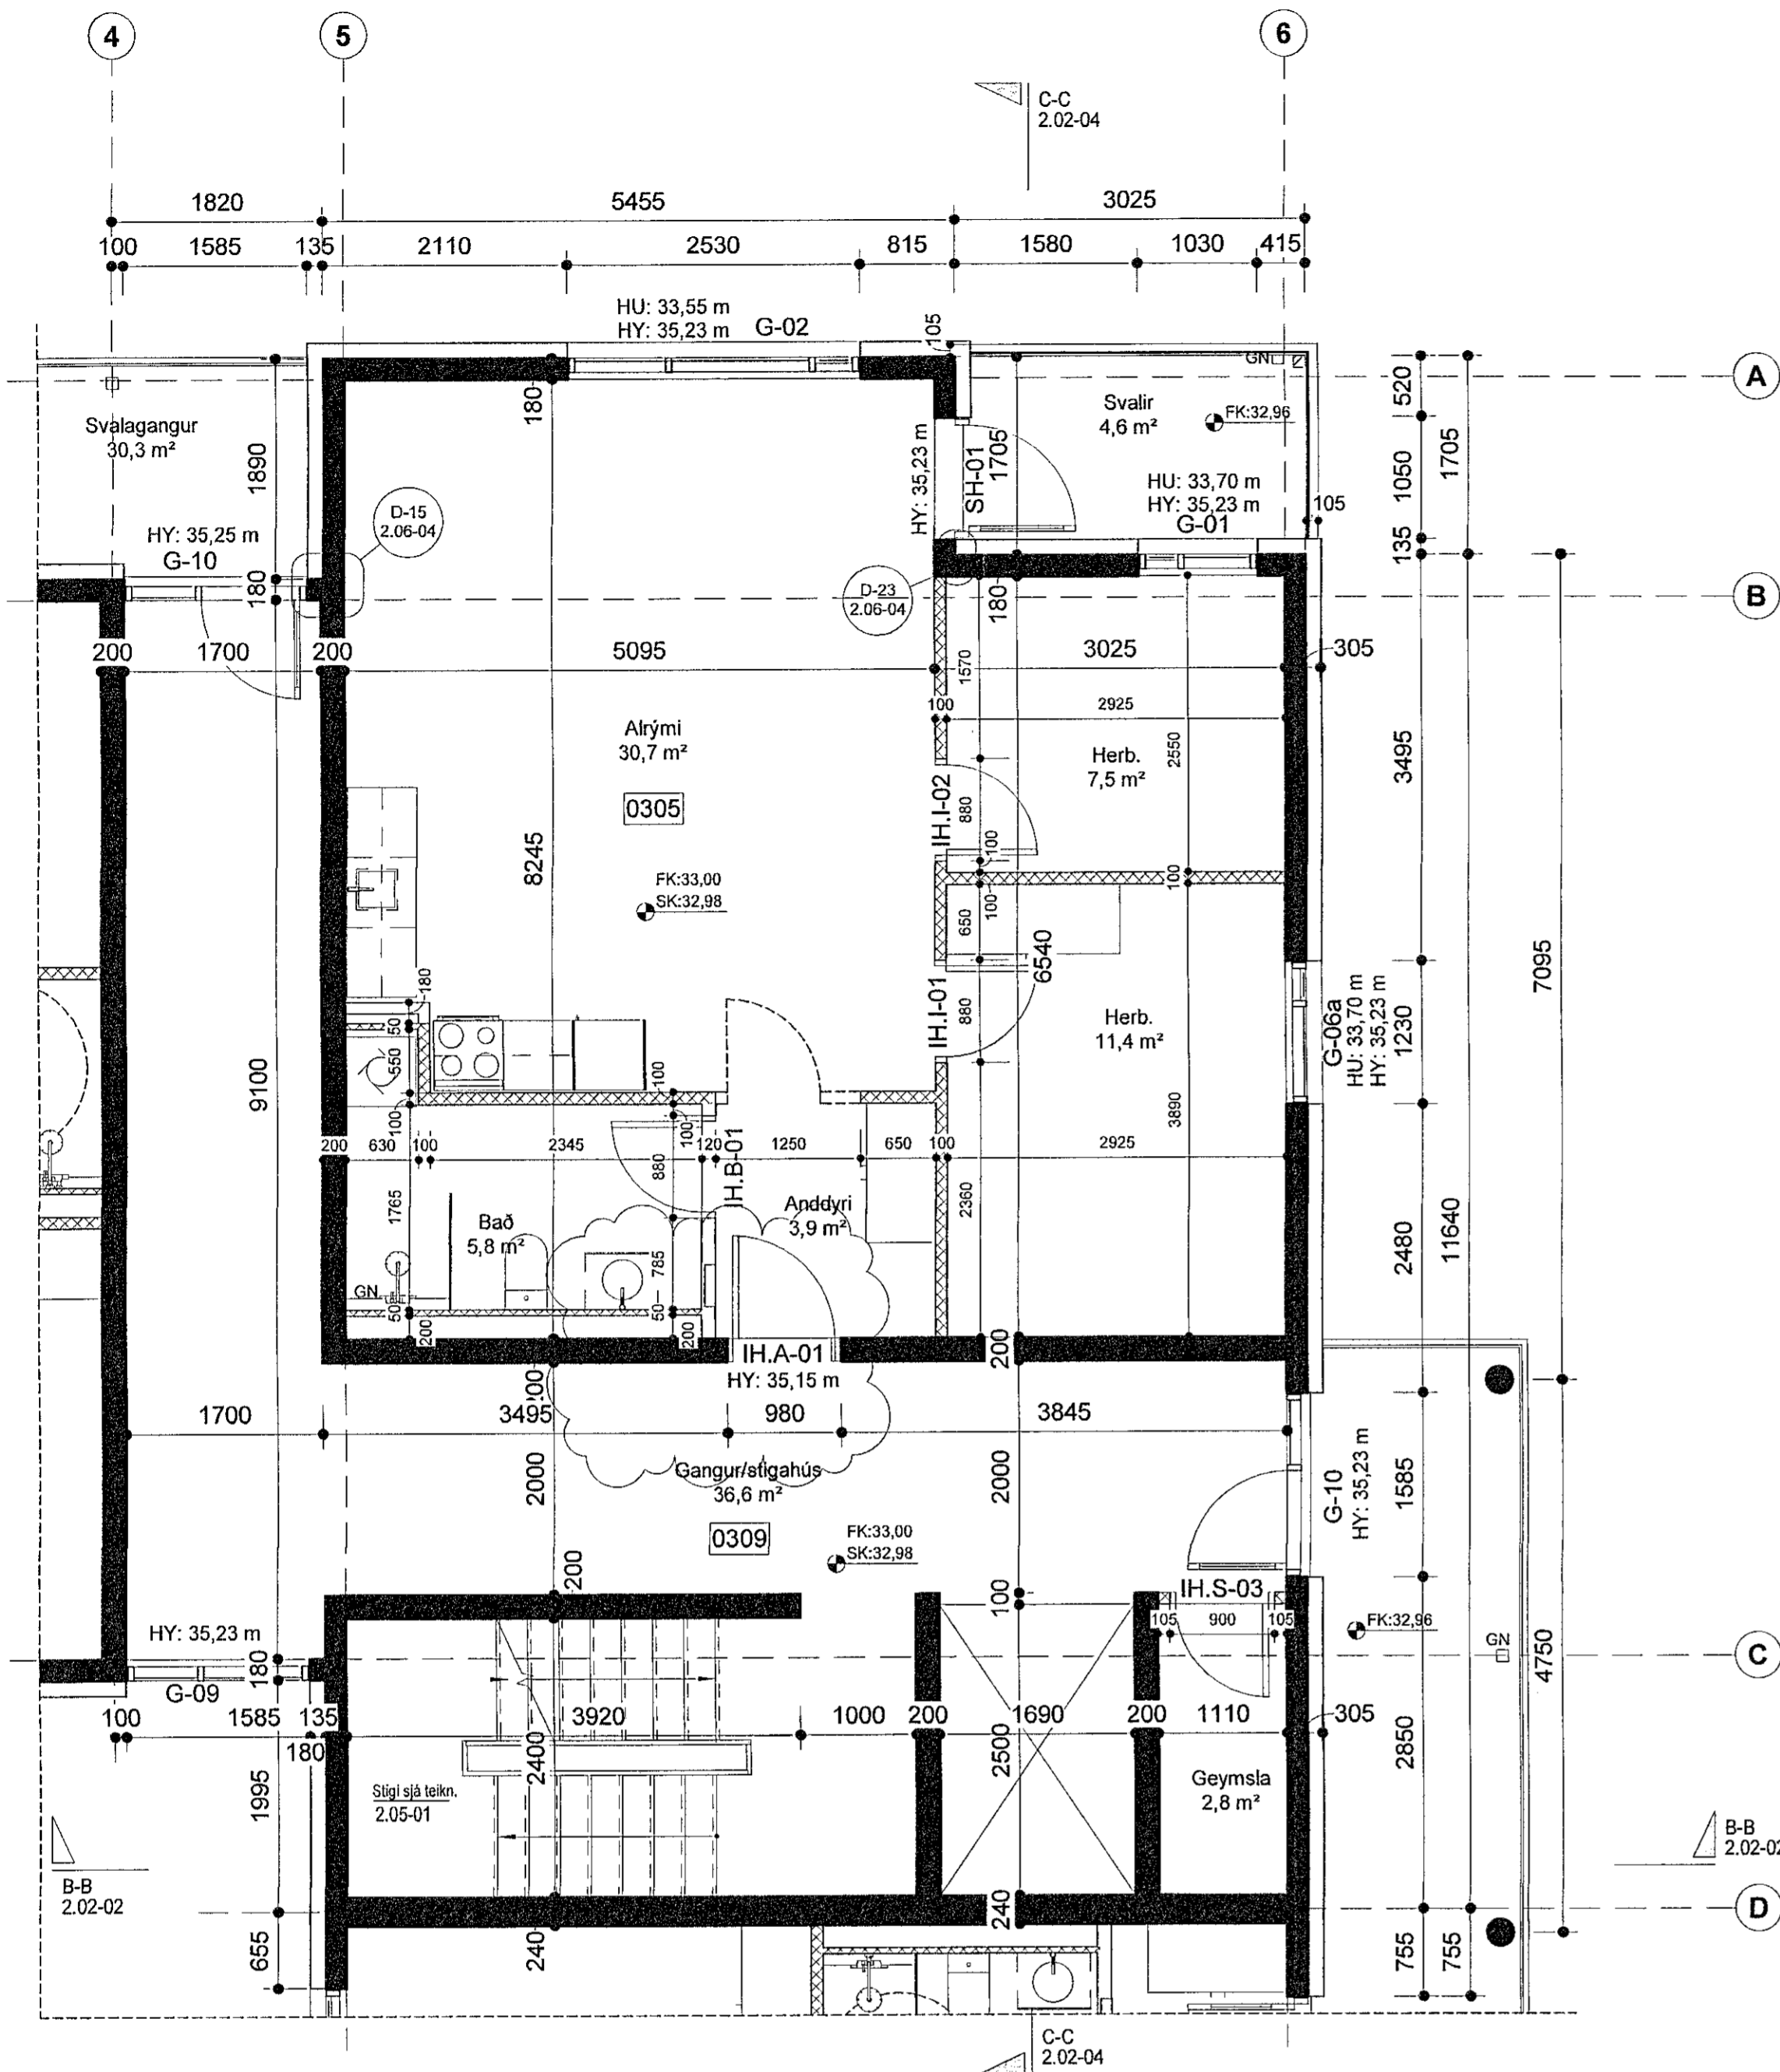 4
5
6
C-C
2.02-04
1820
5455
3025
100
1585
135
2110
2530
815
1580
1030
415
HU: 33,55 m
HY: 35,23 m
G-02
105
GN
A
Svalagangur
30,3 m²
180
Svalir
4,6 m²
FK:32,96
520
1705
1890
HY: 35,23 m
SH-01
1705
HU: 33,70 m
HY: 35,23 m
G-01
105
1050
D-15
2.06-04
HY: 35,25 m
G-10
135
180
D-23
2.06-04
180
B
200
1700
200
5095
3025
305
1570
100
2925
Alrými
30,7 m²
2550
Herb.
7,5 m²
3495
0305
IH.I-02
880
8245
100
FK:33,00
SK:32,98
100
100
650
6540
7095
180
IH.I-01
880
Herb.
11,4 m²
G-06a
HU: 33,70 m
HY: 35,23 m
1230
50
550
9100
100
100
100
3890
200
630
100
2345
120
1250
650
100
2925
880
IH.B-01
1765
2360
Bað
5,8 m²
Anddyri
3,9 m²
2480
11640
785
GN
50
50
200
200
IH.A-01
HY: 35,15 m
200
200
1700
3495
980
3845
2000
Gangur/stigahús
36,6 m²
2000
G-10
HY: 35,23 m
1585
0309
FK:33,00
SK:32,98
200
100
IH.S-03
105
900
105
FK:32,96
GN
HY: 35,23 m
180
G-09
C
4750
100
1585
135
180
3920
1000
200
1690
200
1110
305
2400
2500
2850
1995
Stigi sjá teikn.
2.05-01
Geymsla
2,8 m²
B-B
2.02-02
B-B
2.02-02
240
D
655
240
755
755
C-C
2.02-04